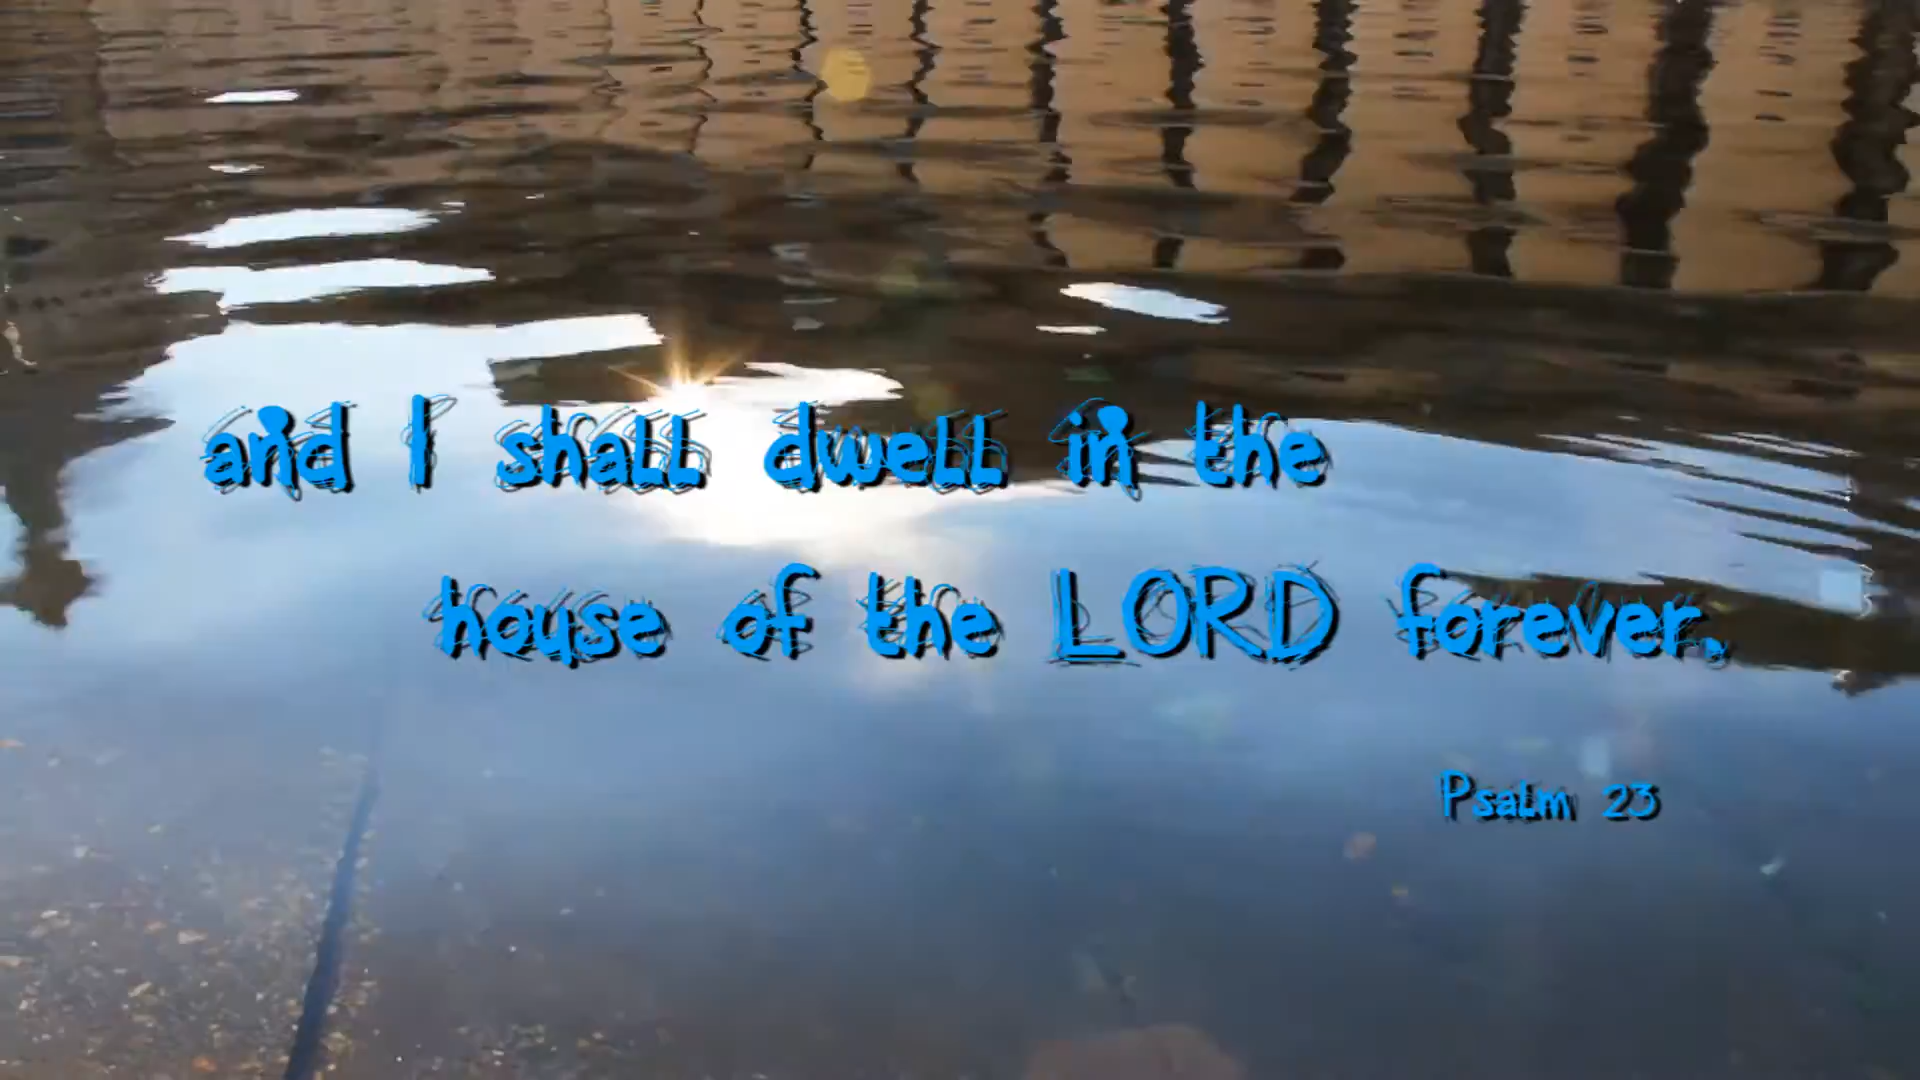 and I shall dwell in the
house of the LORD forever.
Psalm 23